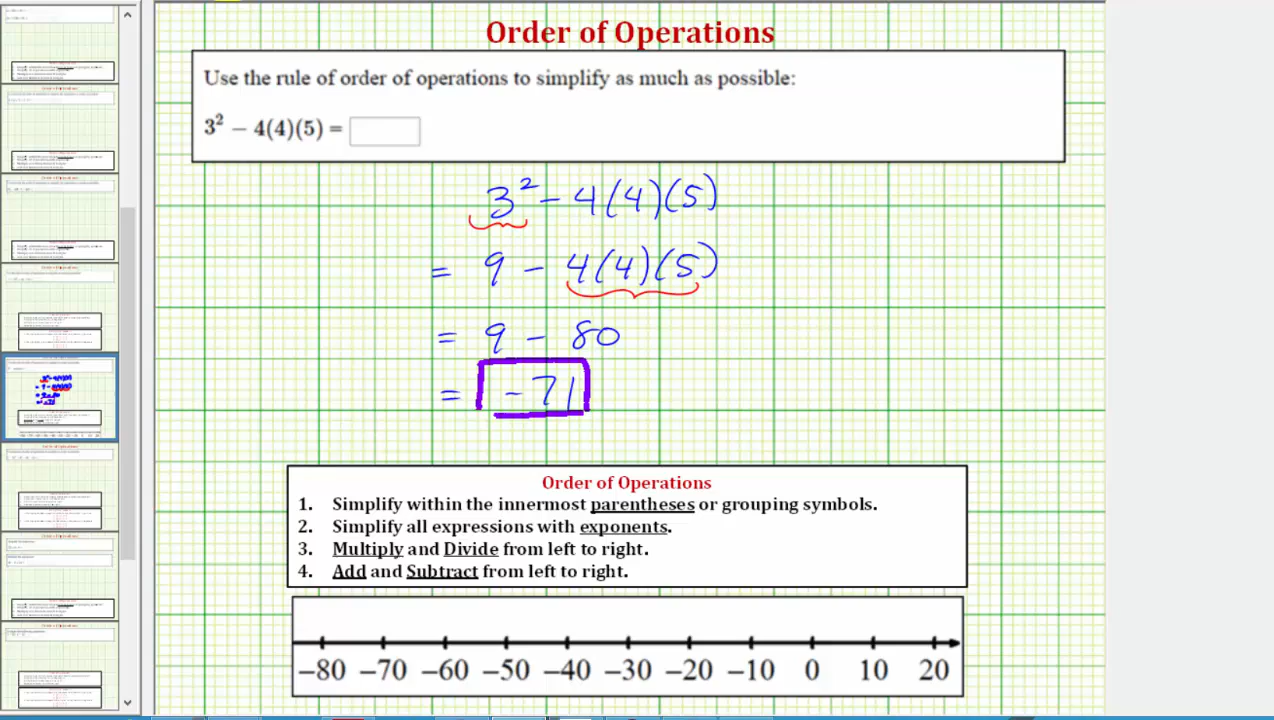 Order of Operations
Use the rule of order of operations to simplify as much as possible:
3² − 4(4)(5) =
3² − 4(4)(5)
= 9 − 4(4)(5)
= 9 − 80
= −71
Order of Operations
1. Simplify within the innermost parentheses or grouping symbols.
2. Simplify all expressions with exponents.
3. Multiply and Divide from left to right.
4. Add and Subtract from left to right.
−80 −70 −60 −50 −40 −30 −20 −10 0 10 20